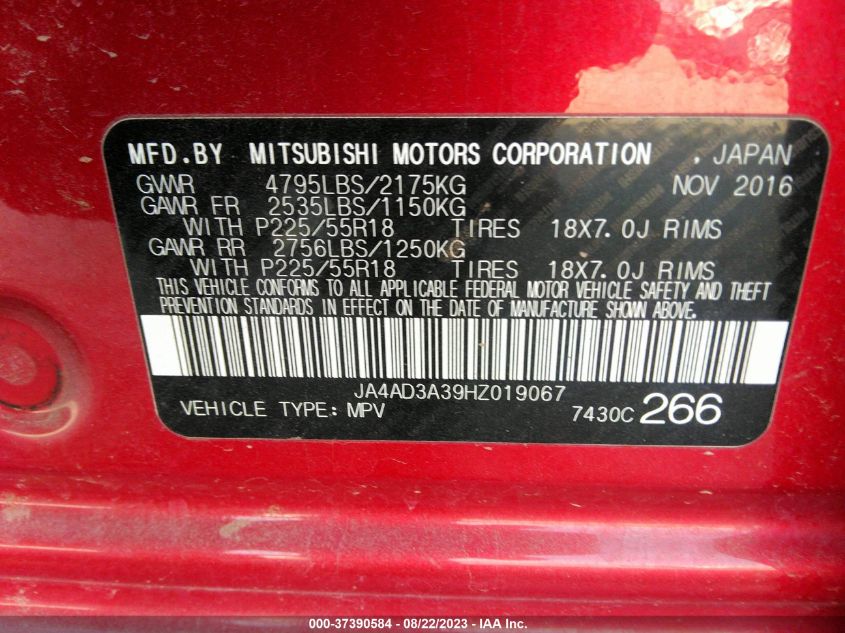 MFD.BY MITSUBISHI MOTORS CORPORATION . JAPAN
GVWR 4795LBS/2175KG NOV 2016
GAWR FR 2535LBS/1150KG
WITH P225/55R18 TIRES 18X7.0J RIMS
GAWR RR 2756LBS/1250KG
WITH P225/55R18 TIRES 18X7.0J RIMS
THIS VEHICLE CONFORMS TO ALL APPLICABLE FEDERAL MOTOR VEHICLE SAFETY AND THEFT
PREVENTION STANDARDS IN EFFECT ON THE DATE OF MANUFACTURE SHOWN ABOVE.
JA4AD3A39HZ019067
VEHICLE TYPE: MPV 7430C 266
000-37390584 - 08/22/2023 - IAA Inc.